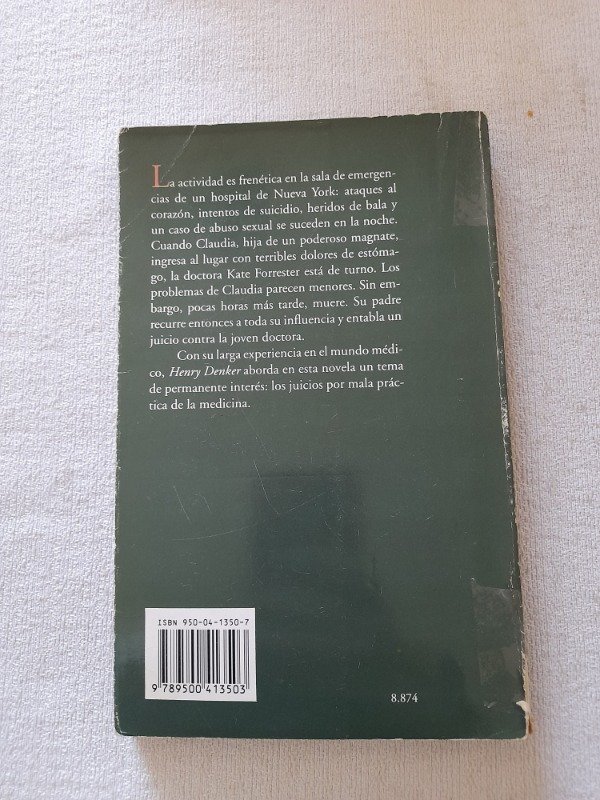 La actividad es frenética en la sala de emergen-
cias de un hospital de Nueva York: ataques al
corazón, intentos de suicidio, heridos de bala y
un caso de abuso sexual se suceden en la noche.
Cuando Claudia, hija de un poderoso magnate,
ingresa al lugar con terribles dolores de estóma-
go, la doctora Kate Forrester está de turno. Los
problemas de Claudia parecen menores. Sin em-
bargo, pocas horas más tarde, muere. Su padre
recurre entonces a toda su influencia y entabla un
juicio contra la joven doctora.
Con su larga experiencia en el mundo médi-
co, Henry Denker aborda en esta novela un tema
de permanente interés: los juicios por mala prác-
tica de la medicina.
ISBN 950-04-1350-7
9 789500 413503
8.874